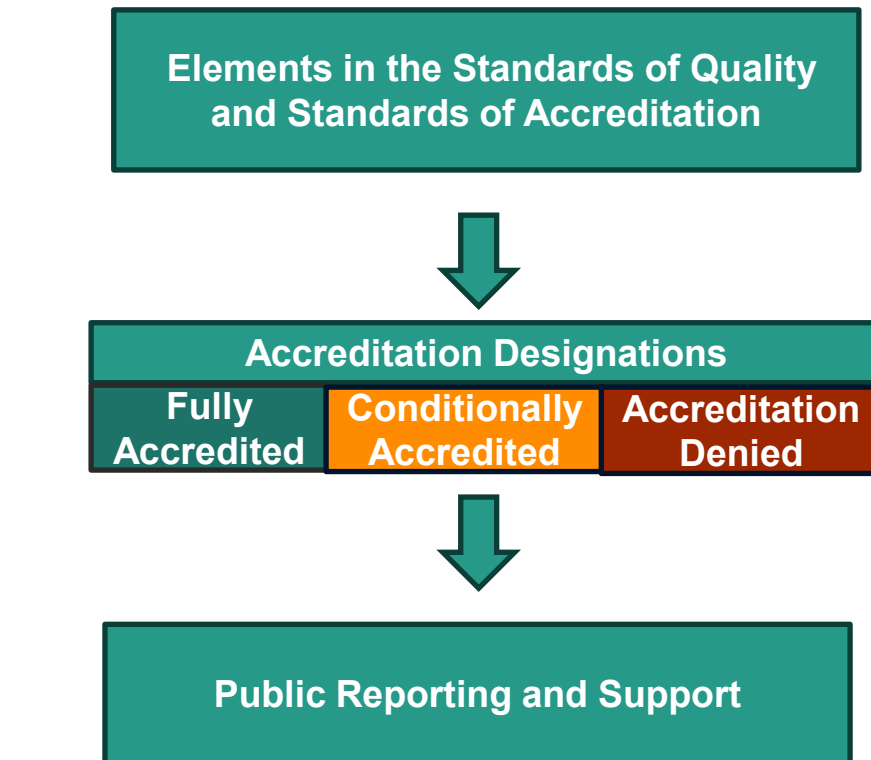 Elements in the Standards of Quality
and Standards of Accreditation
Accreditation Designations
Fully
Accredited
Conditionally
Accredited
Accreditation
Denied
Public Reporting and Support